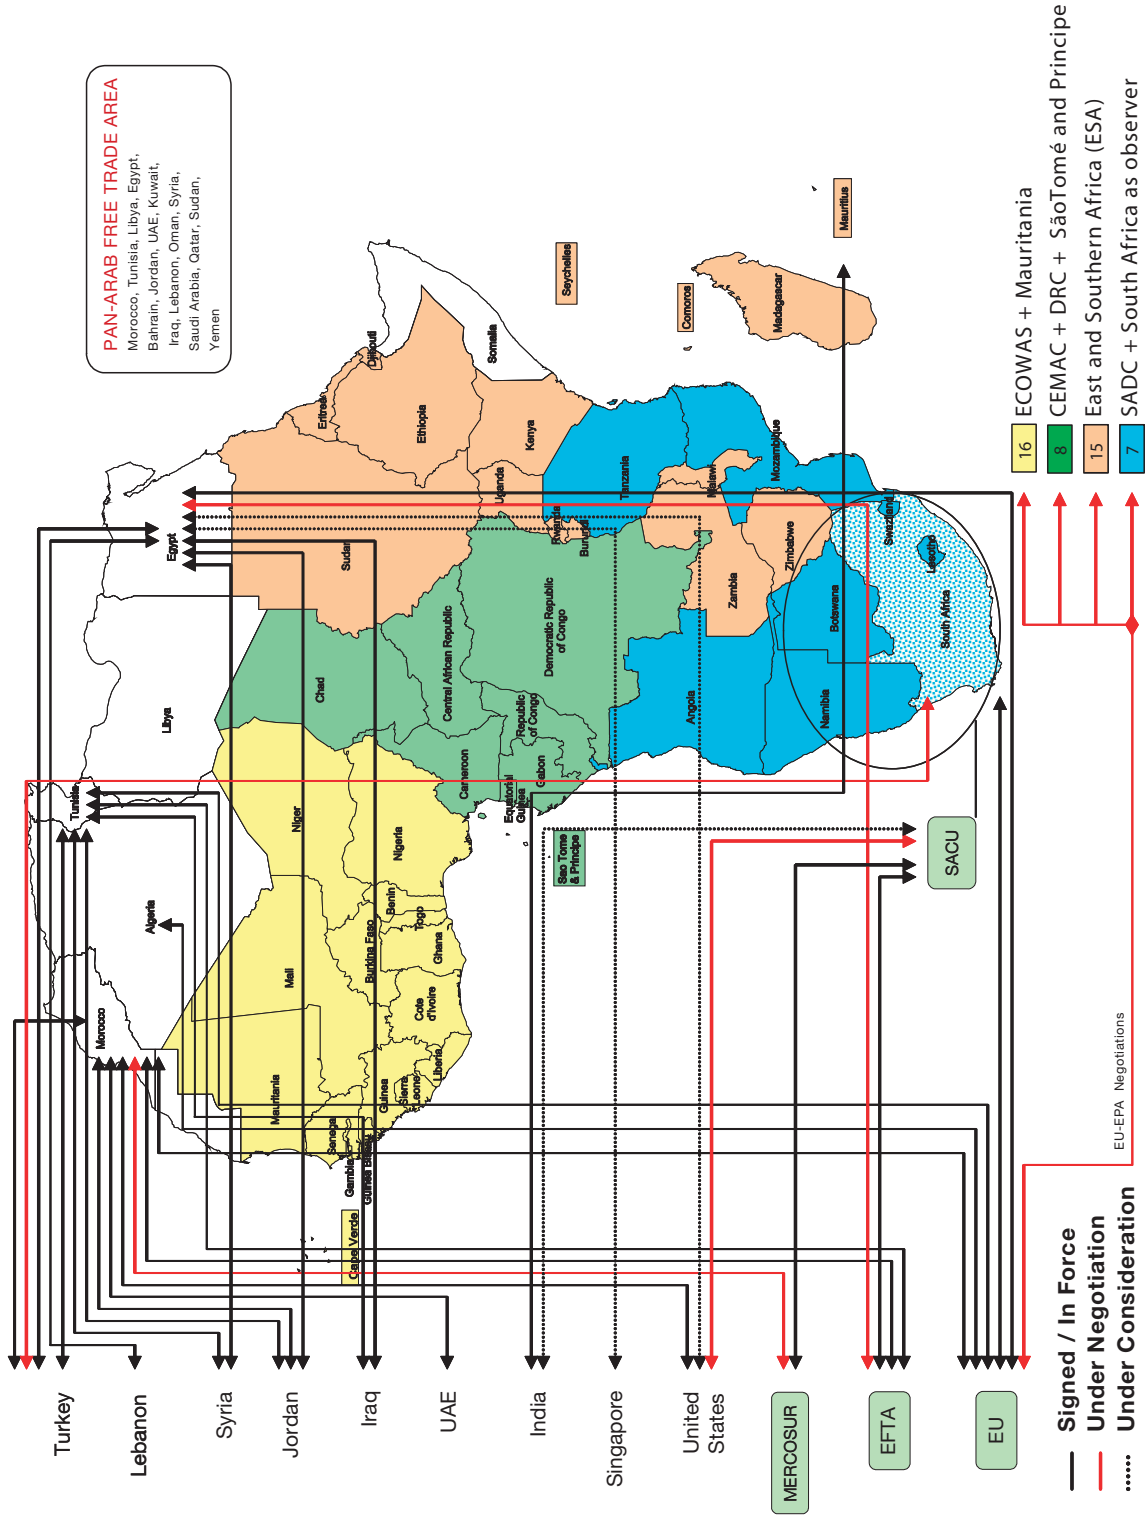 PAN-ARAB FREE TRADE AREA
Morocco, Tunisia, Libya, Egypt,
Bahrain, Jordan, UAE, Kuwait,
Iraq, Lebanon, Oman, Syria,
Saudi Arabia, Qatar, Sudan,
Yemen
Turkey
Lebanon
Syria
Jordan
Iraq
UAE
India
Singapore
United
States
MERCOSUR
EFTA
EU
SACU
Morocco
Algeria
Tunisia
Libya
Egypt
Mauritania
Mali
Niger
Chad
Sudan
Eritrea
Djibouti
Ethiopia
Somalia
Cape Verde
Senegal
Gambia
Guinea Bissau
Guinea
Sierra
Leone
Liberia
Cote
d'Ivoire
Burkina Faso
Ghana
Togo
Benin
Nigeria
Cameroon
Central African Republic
Equatorial
Guinea
Gabon
Republic
of Congo
Democratic Republic
of Congo
Sao Tome
& Principe
Uganda
Kenya
Rwanda
Burundi
Tanzania
Seychelles
Comoros
Madagascar
Mauritius
Angola
Zambia
Malawi
Mozambique
Zimbabwe
Botswana
Namibia
South Africa
Swaziland
Lesotho
16 ECOWAS + Mauritania
8 CEMAC + DRC + SãoTomé and Principe
15 East and Southern Africa (ESA)
7 SADC + South Africa as observer
EU-EPA Negotiations
Signed / In Force
Under Negotiation
Under Consideration